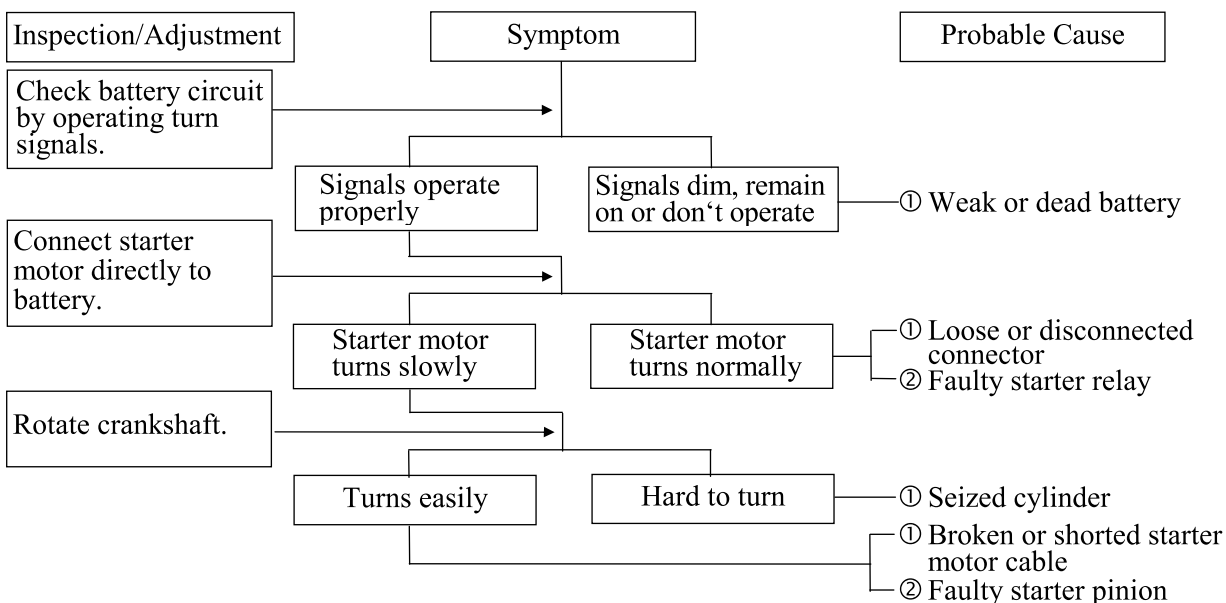 Inspection/Adjustment
Symptom
Probable Cause
Check battery circuit
by operating turn
signals.
Signals operate
properly
Signals dim, remain
on or don‘t operate
① Weak or dead battery
Connect starter
motor directly to
battery.
Starter motor
turns slowly
Starter motor
turns normally
① Loose or disconnected
connector
② Faulty starter relay
Rotate crankshaft.
Turns easily
Hard to turn
① Seized cylinder
① Broken or shorted starter
motor cable
② Faulty starter pinion